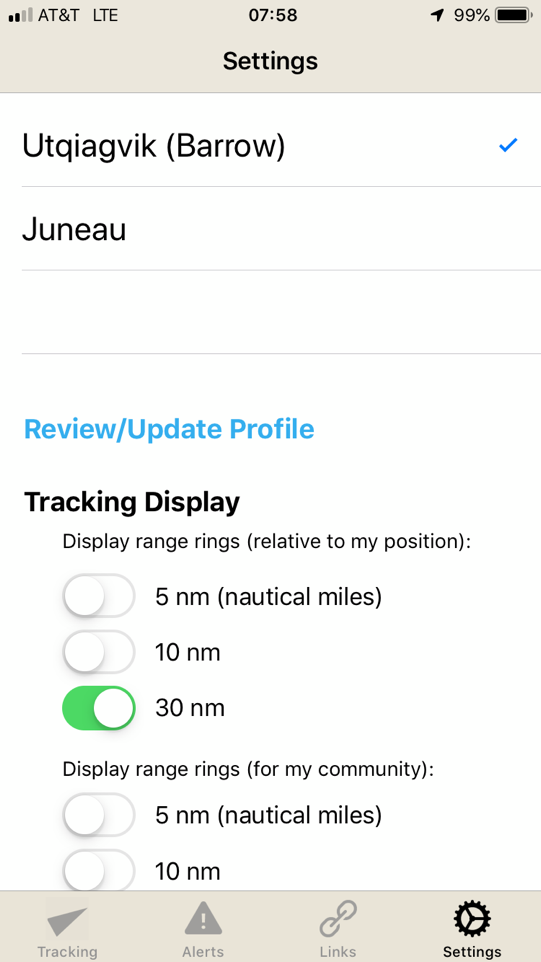 AT&T LTE 07:58 99%
Settings
Utqiagvik (Barrow)
Juneau
Review/Update Profile
Tracking Display
Display range rings (relative to my position):
5 nm (nautical miles)
10 nm
30 nm
Display range rings (for my community):
5 nm (nautical miles)
10 nm
Tracking Alerts Links Settings